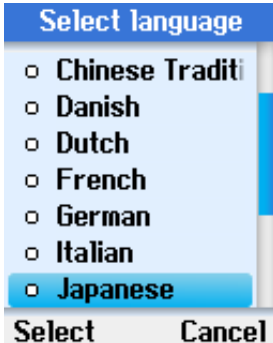 Select language
Chinese Traditi
Danish
Dutch
French
German
Italian
Japanese
Select Cancel